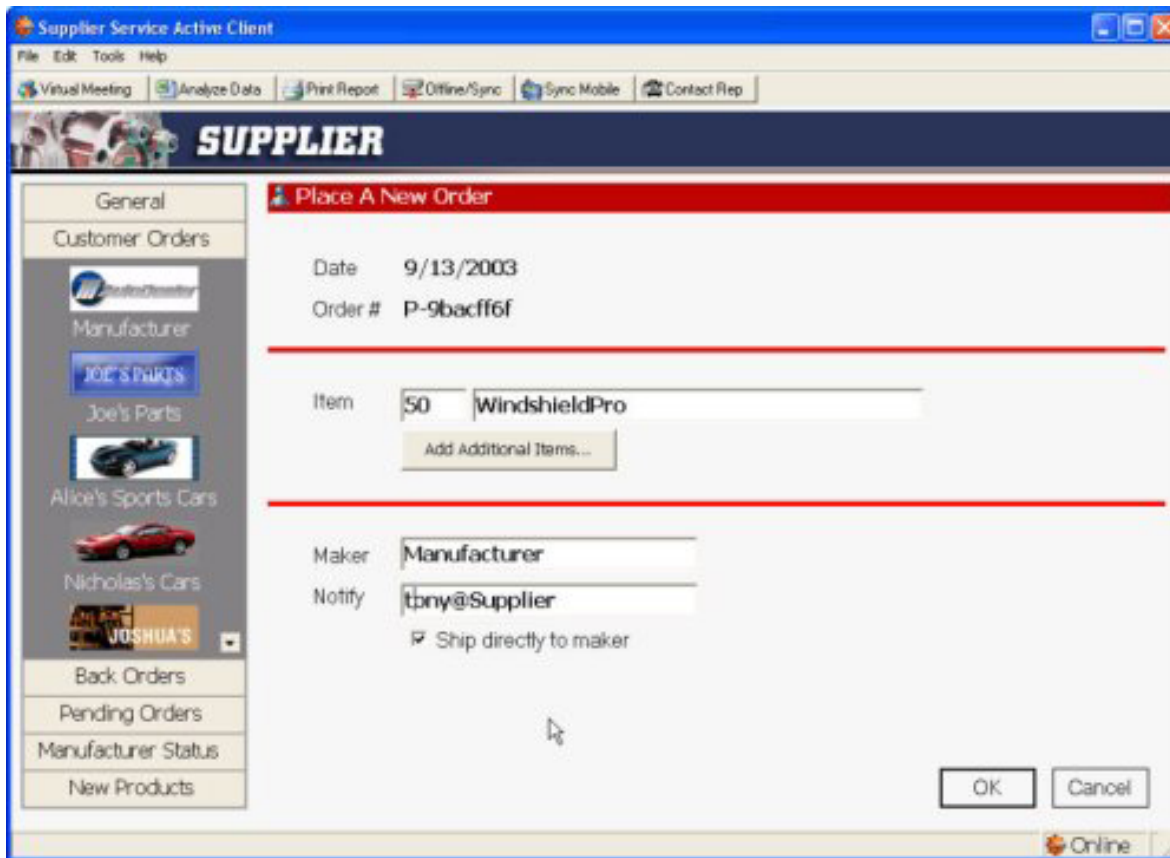 Supplier Service Active Client
File Edit Tools Help
Virtual Meeting Analyze Data Print Report Offline/Sync Sync Mobile Contact Rep
SUPPLIER
General
Customer Orders
Manufacturer
JOE'S PARTS
Joe's Parts
Alice's Sports Cars
Nicholas's Cars
JOSHUA'S
Back Orders
Pending Orders
Manufacturer Status
New Products
Place A New Order
Date 9/13/2003
Order # P-9bacff6f
Item 50 WindshieldPro
Add Additional Items...
Maker Manufacturer
Notify tony@Supplier
Ship directly to maker
OK Cancel
Online